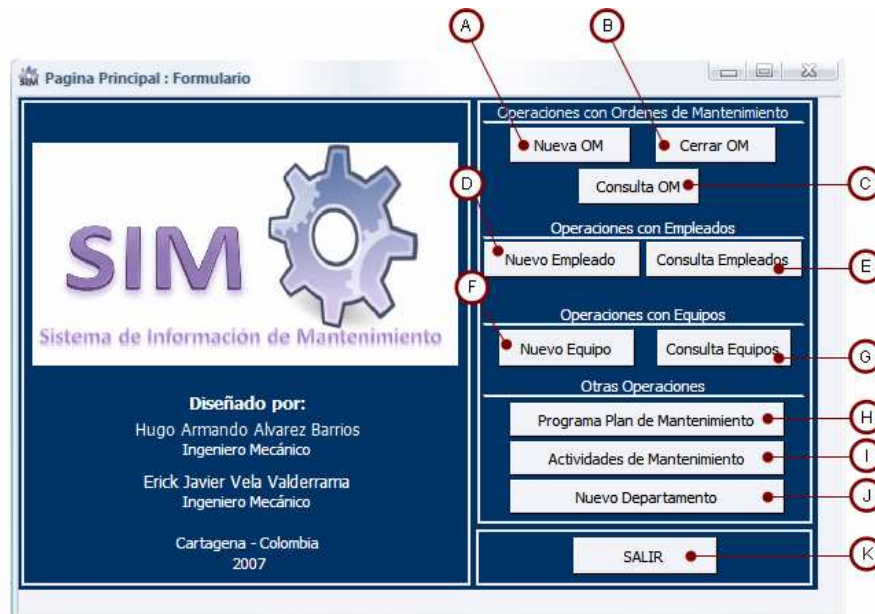 A
B
SIM
Pagina Principal : Formulario
Operaciones con Ordenes de Mantenimiento
Nueva OM
Cerrar OM
D
Consulta OM
C
Operaciones con Empleados
SIM
Nuevo Empleado
Consulta Empleados
E
F
Sistema de Información de Mantenimiento
Operaciones con Equipos
Nuevo Equipo
Consulta Equipos
G
Otras Operaciones
Diseñado por:
Hugo Armando Alvarez Barrios
Ingeniero Mecánico
Erick Javier Vela Valderrama
Ingeniero Mecánico
Cartagena - Colombia
2007
Programa Plan de Mantenimiento
H
Actividades de Mantenimiento
I
Nuevo Departamento
J
SALIR
K